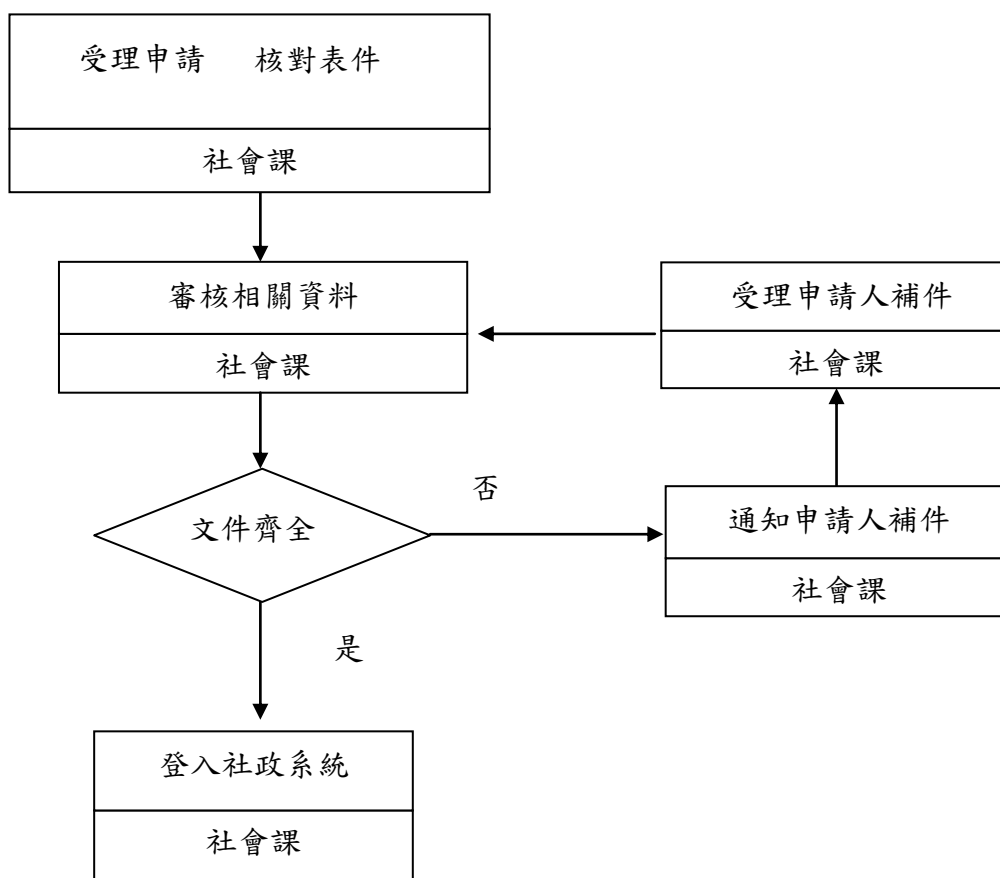 受理申請　核對表件
社會課
審核相關資料
社會課
受理申請人補件
社會課
文件齊全
否
通知申請人補件
社會課
是
登入社政系統
社會課